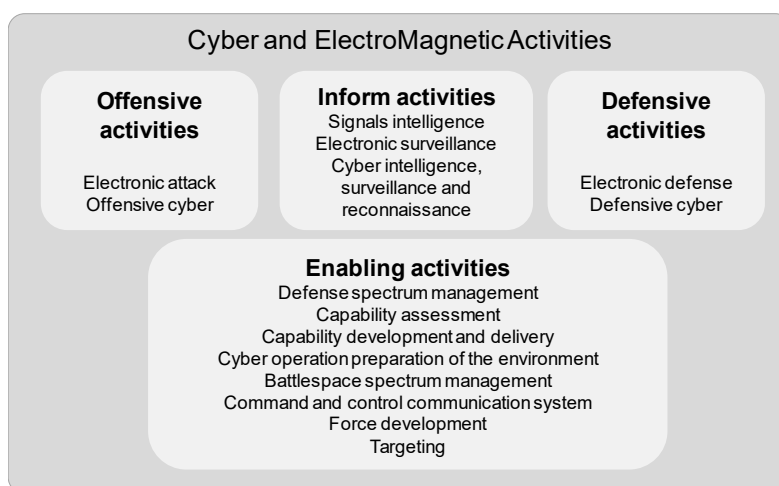 Cyber and ElectroMagnetic Activities
Offensive
activities
Electronic attack
Offensive cyber
Inform activities
Signals intelligence
Electronic surveillance
Cyber intelligence,
surveillance and
reconnaissance
Defensive
activities
Electronic defense
Defensive cyber
Enabling activities
Defense spectrum management
Capability assessment
Capability development and delivery
Cyber operation preparation of the environment
Battlespace spectrum management
Command and control communication system
Force development
Targeting